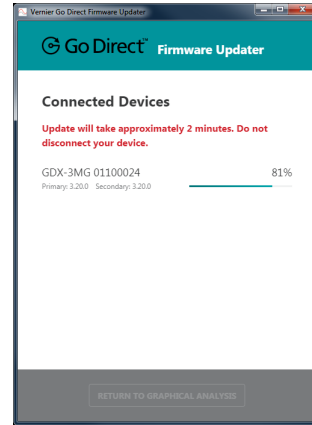 Vernier Go Direct Firmware Updater
Go Direct™ Firmware Updater
Connected Devices
Update will take approximately 2 minutes. Do not
disconnect your device.
GDX-3MG 01100024 81%
Primary: 3.20.0 Secondary: 3.20.0
RETURN TO GRAPHICAL ANALYSIS